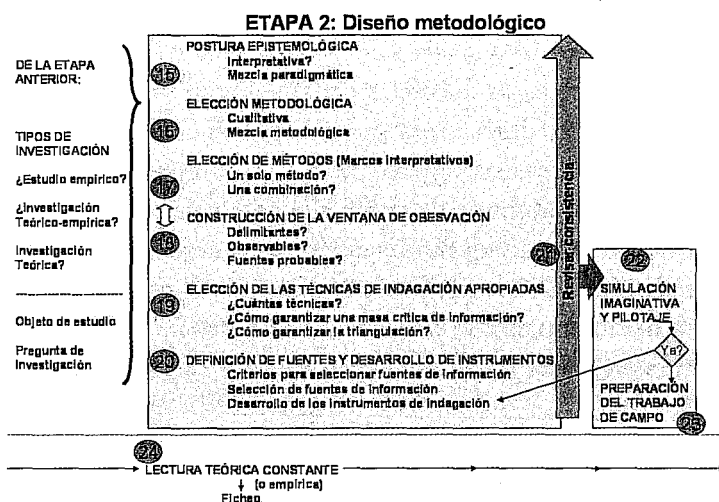 ETAPA 2: Diseño metodológico
DE LA ETAPA
ANTERIOR:
TIPOS DE
INVESTIGACIÓN
¿Estudio empírico?
¿Investigación
Teórico-empírica?
Investigación
Teórica?
Objeto de estudio
Pregunta de
Investigación
15
POSTURA EPISTEMOLÓGICA
Interpretativa?
Mezcla paradigmática
16
ELECCIÓN METODOLÓGICA
Cualitativa
Mezcla metodológica
17
ELECCIÓN DE MÉTODOS (Marcos interpretativos)
Un solo método?
Una combinación?
18
CONSTRUCCIÓN DE LA VENTANA DE OBESVACIÓN
Delimitantes?
Observables?
Fuentes probables?
19
ELECCIÓN DE LAS TÉCNICAS DE INDAGACIÓN APROPIADAS
¿Cuántas técnicas?
¿Cómo garantizar una masa crítica de información?
¿Cómo garantizar la triangulación?
20
DEFINICIÓN DE FUENTES Y DESARROLLO DE INSTRUMENTOS
Criterios para seleccionar fuentes de información
Selección de fuentes de información
Desarrollo de los instrumentos de indagación
21
Revisar consistencia
22
SIMULACIÓN
IMAGINATIVA
Y PILOTAJE
Ya?
PREPARACIÓN
DEL TRABAJO
DE CAMPO
23
24
LECTURA TEÓRICA CONSTANTE
(o empírica)
Fichas